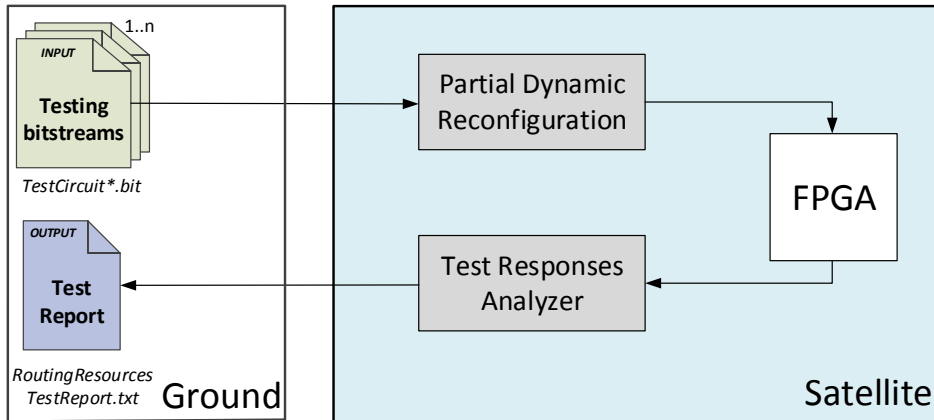 1..n
INPUT
Testing
bitstreams
TestCircuit*.bit
Partial Dynamic
Reconfiguration
FPGA
OUTPUT
Test
Report
RoutingResources
TestReport.txt
Test Responses
Analyzer
Ground
Satellite